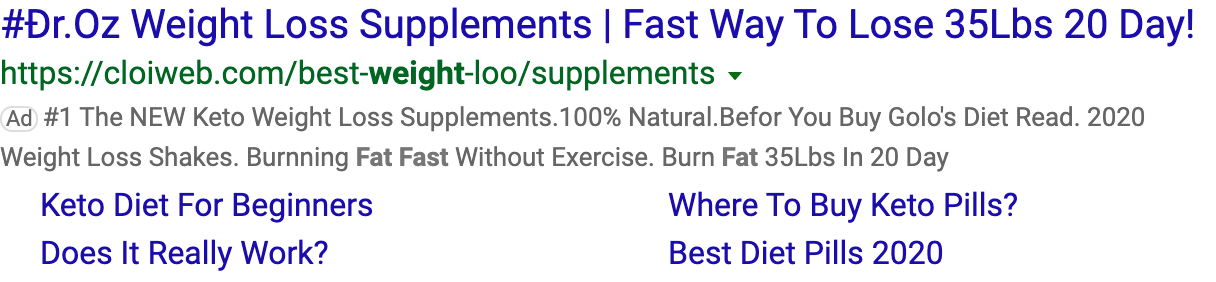 #Đr.Oz Weight Loss Supplements | Fast Way To Lose 35Lbs 20 Day!
https://cloiweb.com/best-weight-loo/supplements
Ad #1 The NEW Keto Weight Loss Supplements.100% Natural.Befor You Buy Golo's Diet Read. 2020
Weight Loss Shakes. Burnning Fat Fast Without Exercise. Burn Fat 35Lbs In 20 Day
Keto Diet For Beginners
Where To Buy Keto Pills?
Does It Really Work?
Best Diet Pills 2020